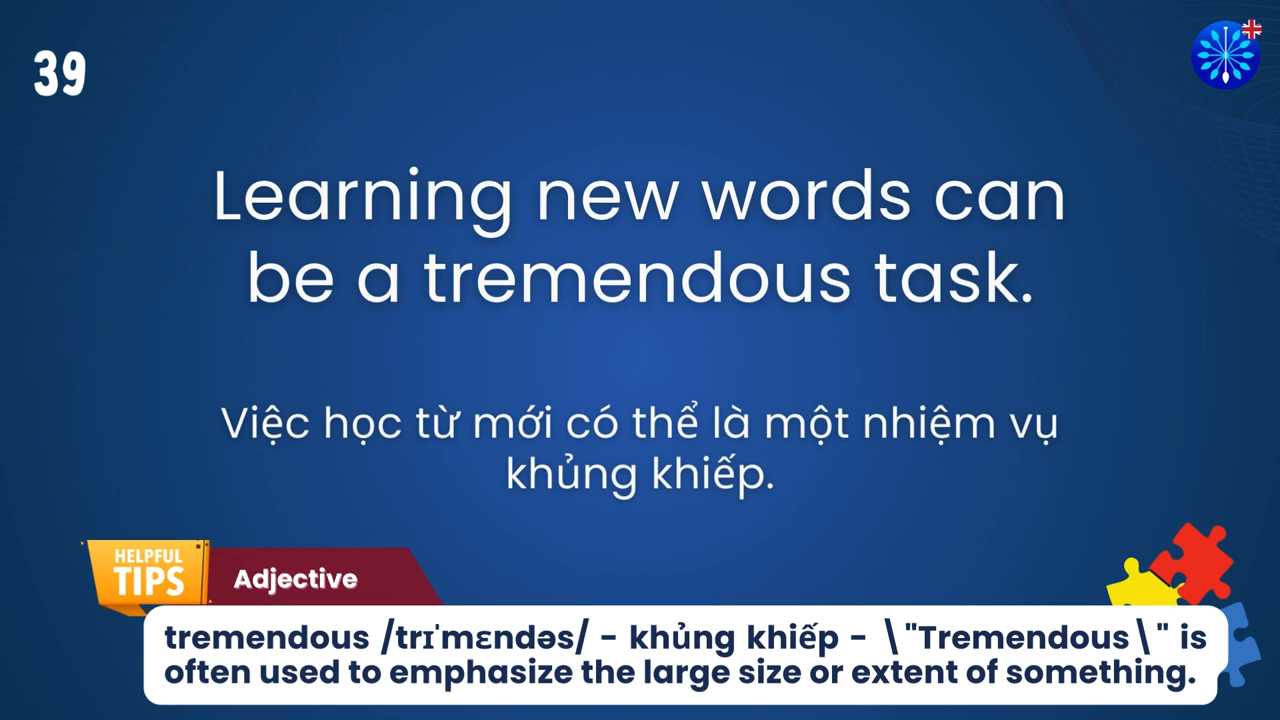 39
Learning new words can
be a tremendous task.
Việc học từ mới có thể là một nhiệm vụ
khủng khiếp.
HELPFUL
TIPS
Adjective
tremendous /trɪˈmɛndəs/ - khủng khiếp - \"Tremendous\" is
often used to emphasize the large size or extent of something.